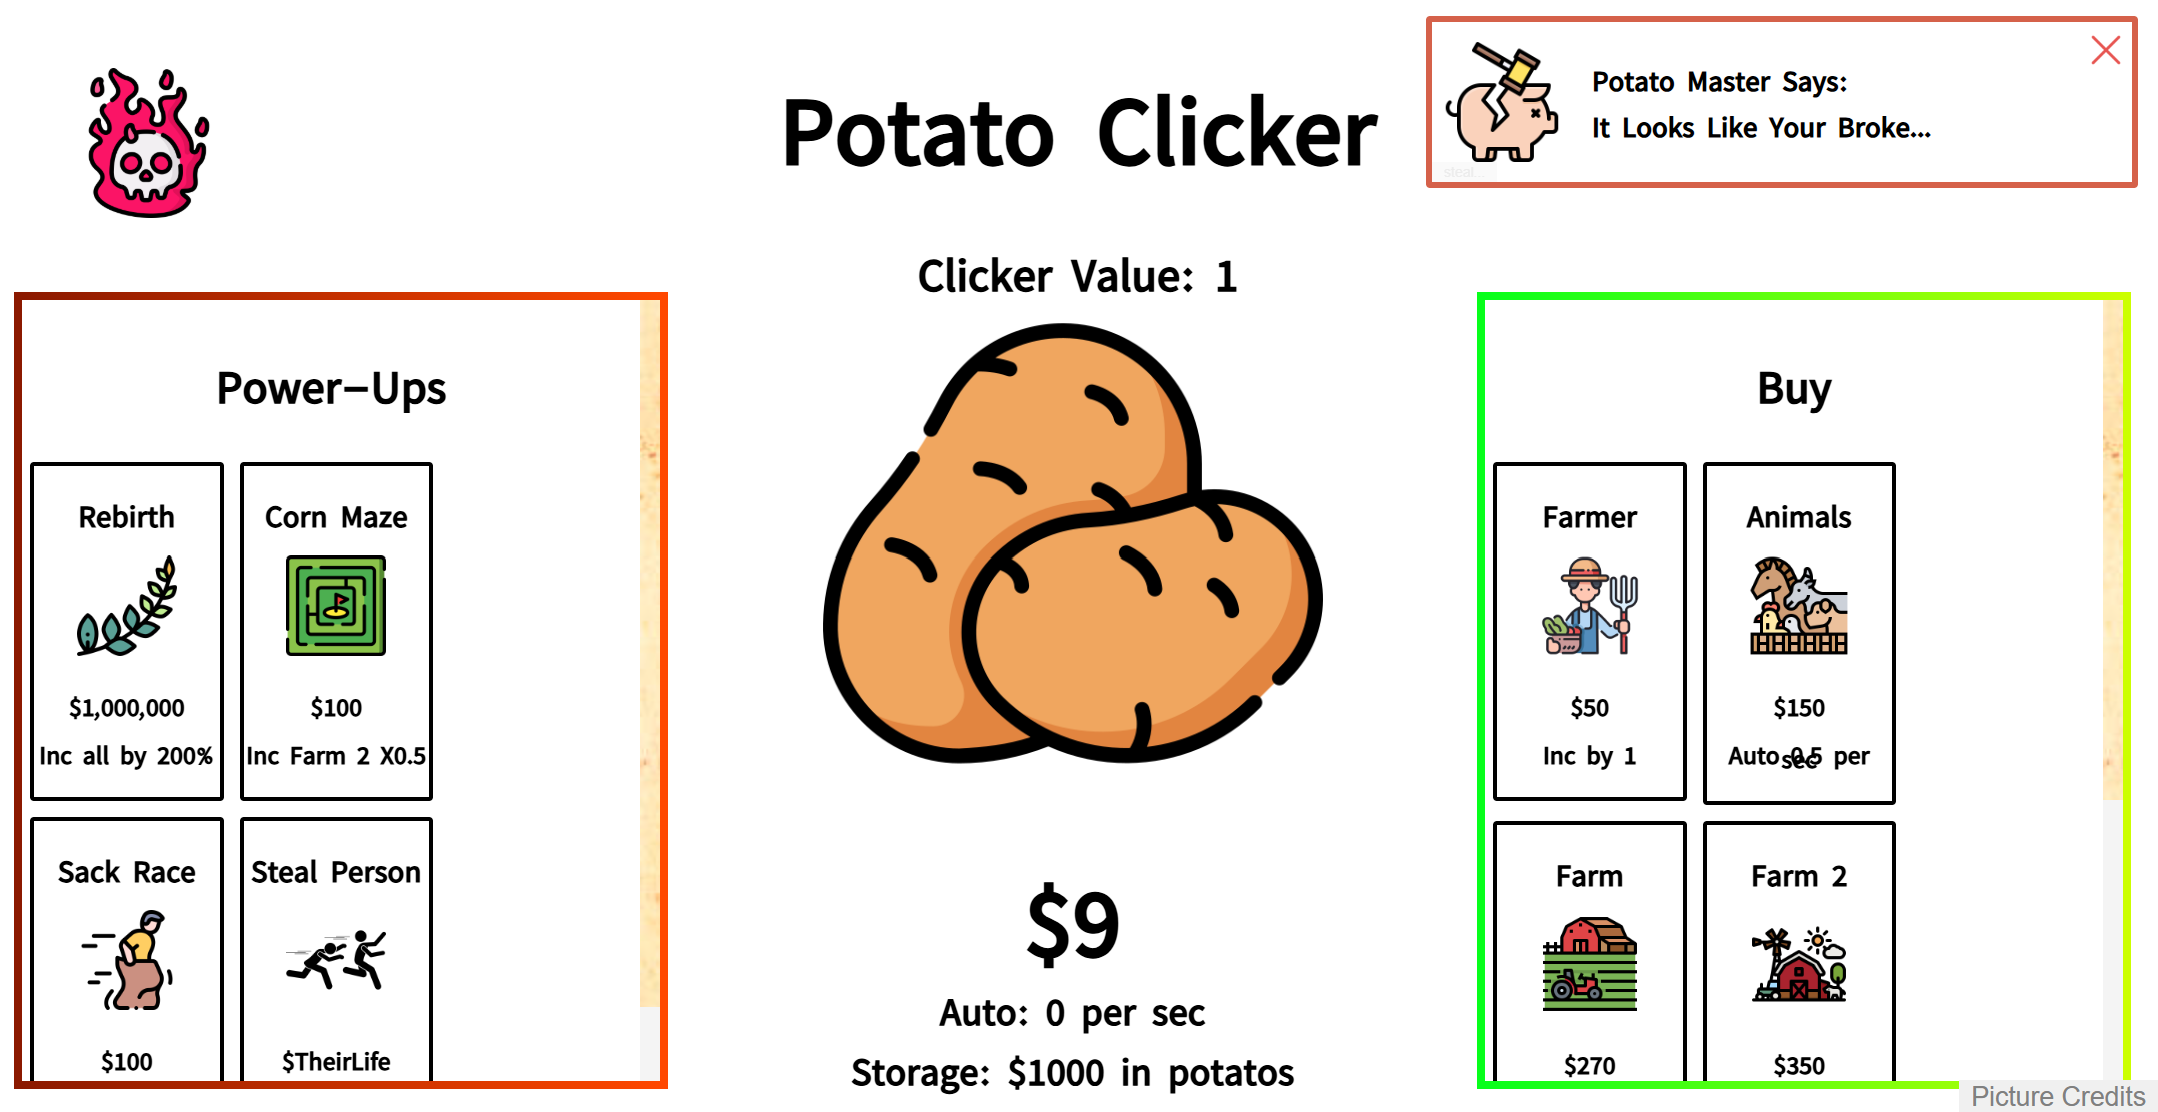 Potato Clicker
Potato Master Says:
It Looks Like Your Broke...
steal...
Clicker Value: 1
Power-Ups
Rebirth
$1,000,000
Inc all by 200%
Corn Maze
$100
Inc Farm 2 X0.5
Sack Race
$100
Steal Person
$TheirLife
$9
Auto: 0 per sec
Storage: $1000 in potatos
Buy
Farmer
$50
Inc by 1
Animals
$150
Auto 0.5 per
sec
Farm
$270
Farm 2
$350
Picture Credits